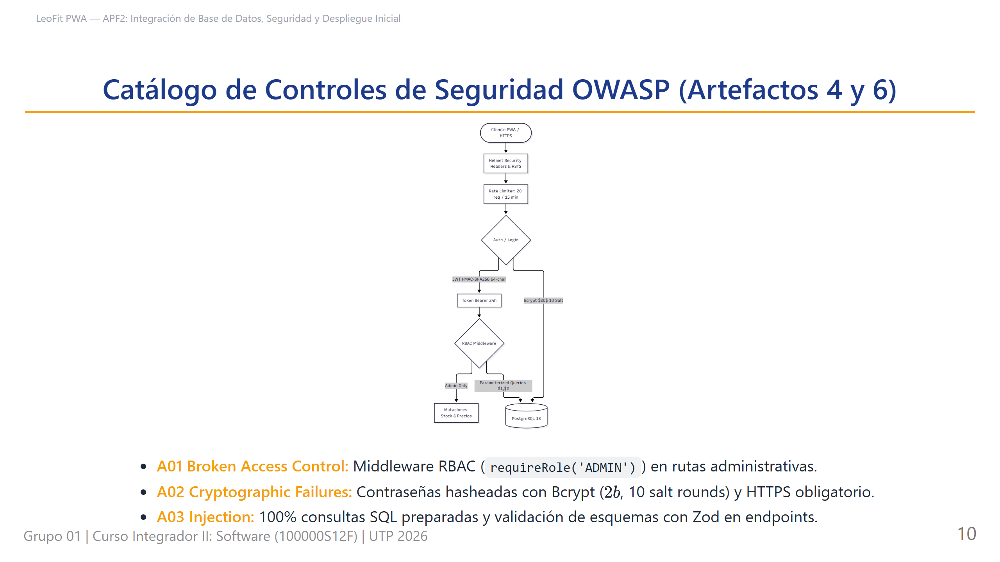 LeoFit PWA — APF2: Integración de Base de Datos, Seguridad y Despliegue Inicial
Catálogo de Controles de Seguridad OWASP (Artefactos 4 y 6)
Cliente PWA /
HTTPS
Helmet Security
Headers & HSTS
Rate Limiter: 20
req / 15 min
Auth / Login
JWT HMAC-SHA256 64-char
Token Bearer 24h
Bcrypt $2b$ 10 Salt
RBAC Middleware
Admin Only
Parameterized Queries
$1,$2
Mutaciones
Stock & Precios
PostgreSQL 18
• A01 Broken Access Control: Middleware RBAC (requireRole('ADMIN')) en rutas administrativas.
• A02 Cryptographic Failures: Contraseñas hasheadas con Bcrypt (2b, 10 salt rounds) y HTTPS obligatorio.
• A03 Injection: 100% consultas SQL preparadas y validación de esquemas con Zod en endpoints.
Grupo 01 | Curso Integrador II: Software (100000S12F) | UTP 2026
10